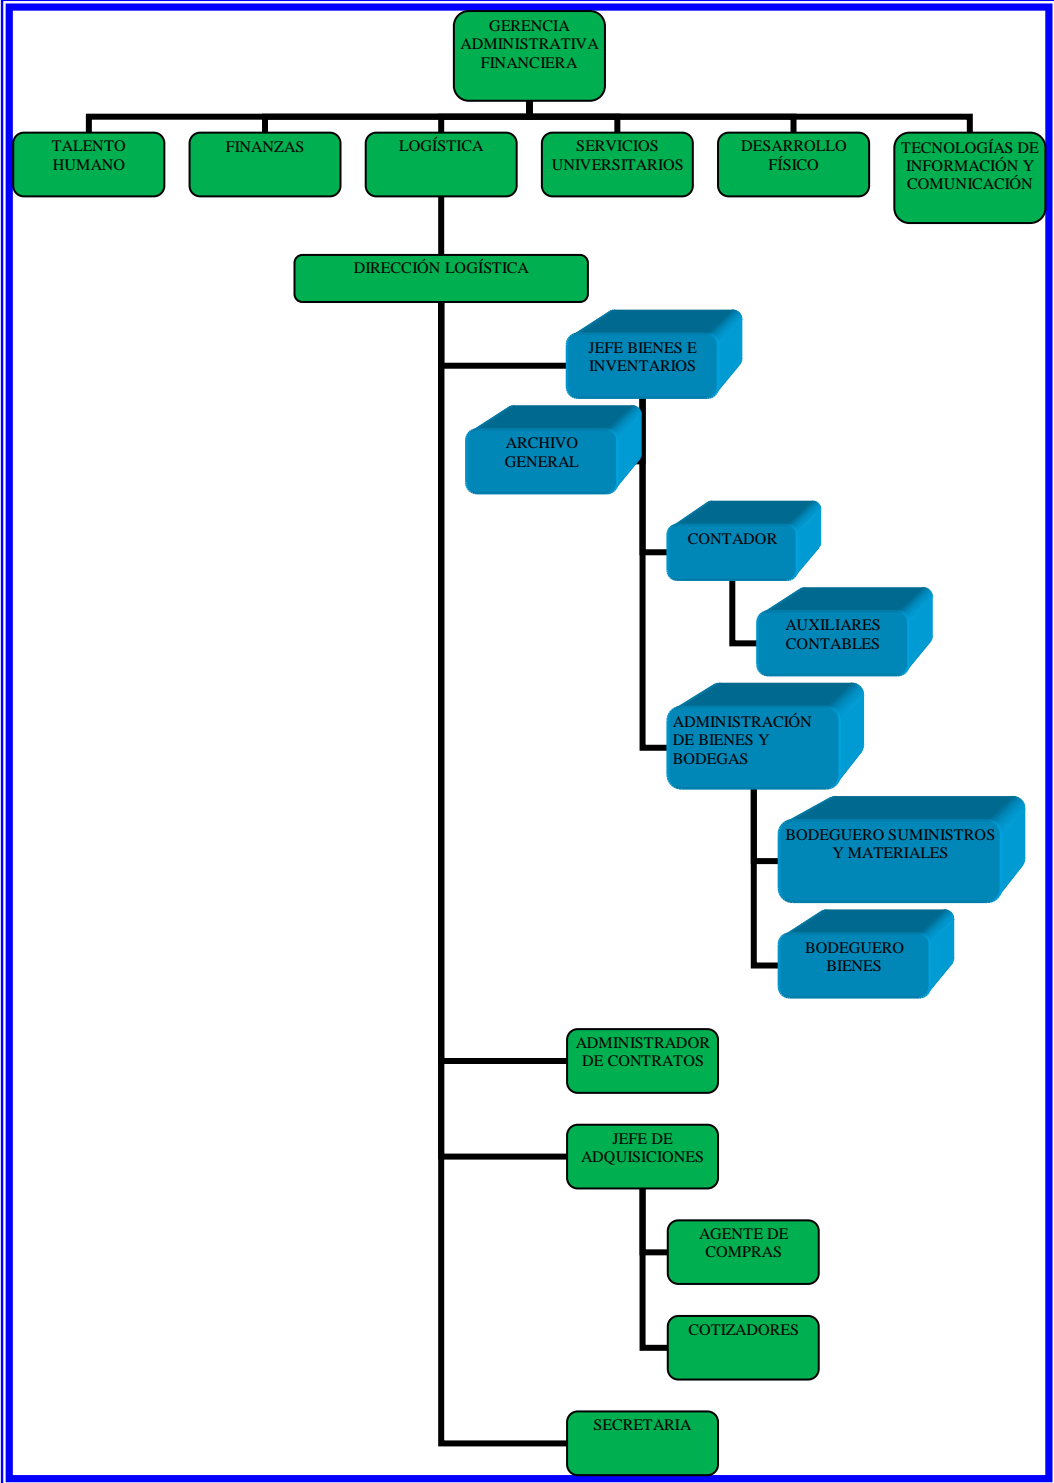 GERENCIA
ADMINISTRATIVA
FINANCIERA
TALENTO
HUMANO
FINANZAS
LOGÍSTICA
SERVICIOS
UNIVERSITARIOS
DESARROLLO
FÍSICO
TECNOLOGÍAS DE
INFORMACIÓN Y
COMUNICACIÓN
DIRECCIÓN LOGÍSTICA
JEFE BIENES E
INVENTARIOS
ARCHIVO
GENERAL
CONTADOR
AUXILIARES
CONTABLES
ADMINISTRACIÓN
DE BIENES Y
BODEGAS
BODEGUERO SUMINISTROS
Y MATERIALES
BODEGUERO
BIENES
ADMINISTRADOR
DE CONTRATOS
JEFE DE
ADQUISICIONES
AGENTE DE
COMPRAS
COTIZADORES
SECRETARIA